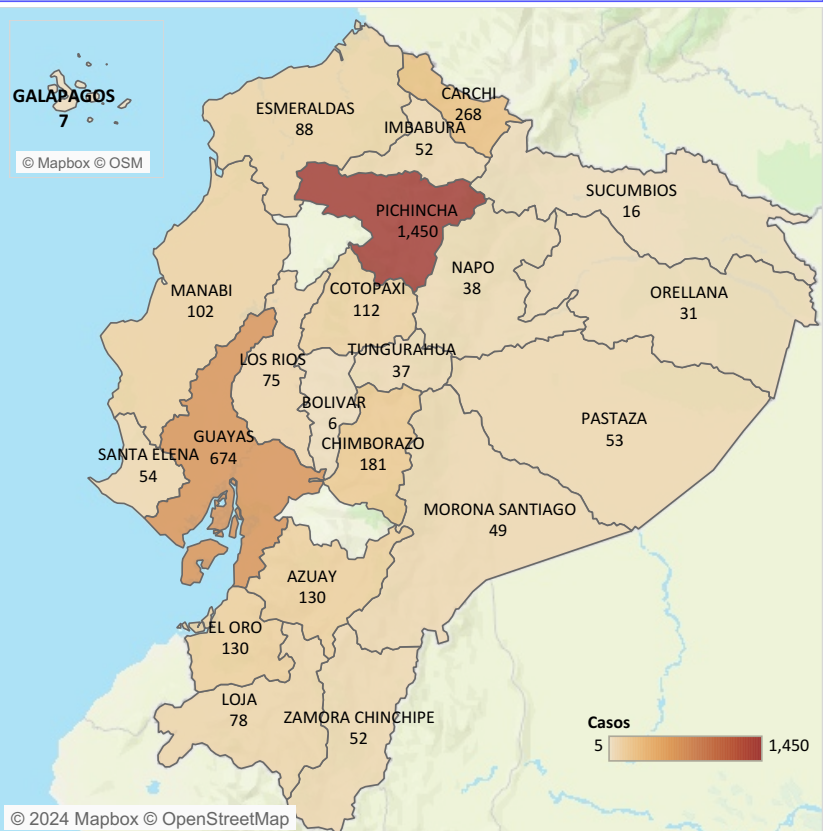 GALAPAGOS
7
© Mapbox © OSM
ESMERALDAS
88
CARCHI
268
IMBABURA
52
SUCUMBIOS
16
PICHINCHA
1,450
NAPO
38
ORELLANA
31
MANABI
102
COTOPAXI
112
LOS RIOS
75
TUNGURAHUA
37
BOLIVAR
6
PASTAZA
53
GUAYAS
674
CHIMBORAZO
181
SANTA ELENA
54
MORONA SANTIAGO
49
AZUAY
130
EL ORO
130
LOJA
78
ZAMORA CHINCHIPE
52
Casos
5 1,450
© 2024 Mapbox © OpenStreetMap